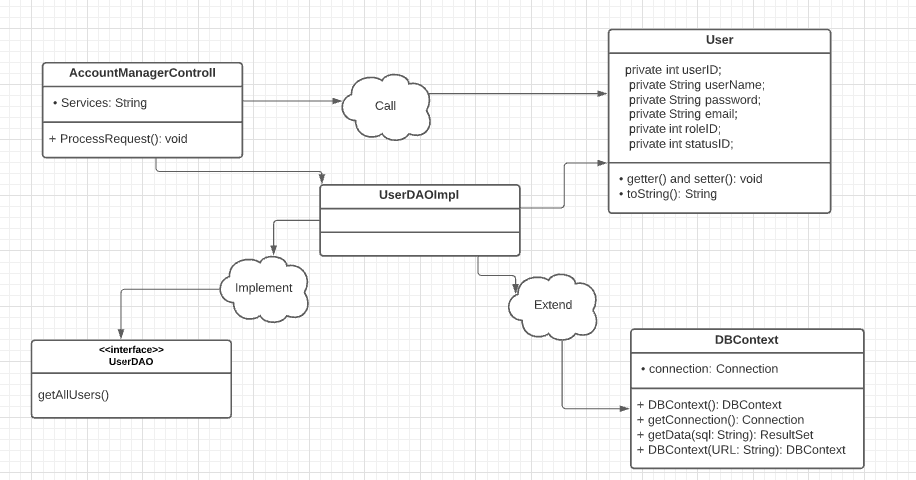 AccountManagerControll
• Services: String
+ ProcessRequest(): void
Call
User
private int userID;
private String userName;
private String password;
private String email;
private int roleID;
private int statusID;
• getter() and setter(): void
• toString(): String
UserDAOImpl
Implement
Extend
<<interface>>
UserDAO
getAllUsers()
DBContext
• connection: Connection
+ DBContext(): DBContext
+ getConnection(): Connection
+ getData(sql: String): ResultSet
+ DBContext(URL: String): DBContext